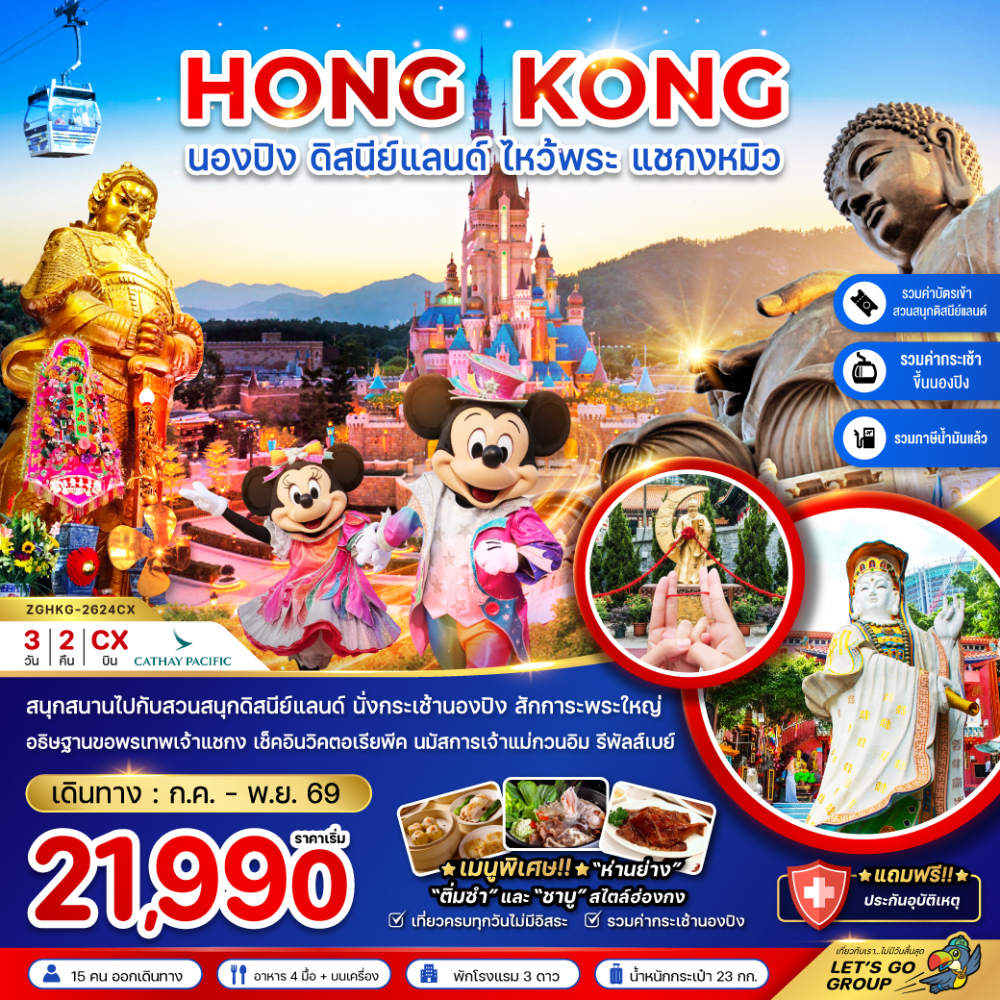 HONG KONG
นองปิง ดิสนีย์แลนด์ ไหว้พระ แชกงหมิว
รวมค่าบัตรเข้า
สวนสนุกดิสนีย์แลนด์
รวมค่ากระเช้า
ขึ้นนองปิง
รวมภาษีน้ำมันแล้ว
ZGHKG-2624CX
3 วัน 2 คืน CX บิน CATHAY PACIFIC
สนุกสนานไปกับสวนสนุกดิสนีย์แลนด์ นั่งกระเช้านองปิง สักการะพระใหญ่
อธิษฐานขอพรเทพเจ้าแชกง เช็คอินวิคตอเรียพีค นมัสการเจ้าแม่กวนอิม รีพัลส์เบย์
เดินทาง : ก.ค. - พ.ย. 69
ราคาเริ่ม
21,990
เมนูพิเศษ!! "ห่านย่าง"
"ติ่มซำ" และ "ชาบู" สไตล์ฮ่องกง
เที่ยวครบทุกวันไม่มีอิสระ รวมค่ากระเช้านองปิง
แถมฟรี!!
ประกันอุบัติเหตุ
15 คน ออกเดินทาง
อาหาร 4 มื้อ + บนเครื่อง
พักโรงแรม 3 ดาว
น้ำหนักกระเป๋า 23 กก.
เที่ยวกับเรา...ไม่มีวันสิ้นสุด
LET'S GO
GROUP